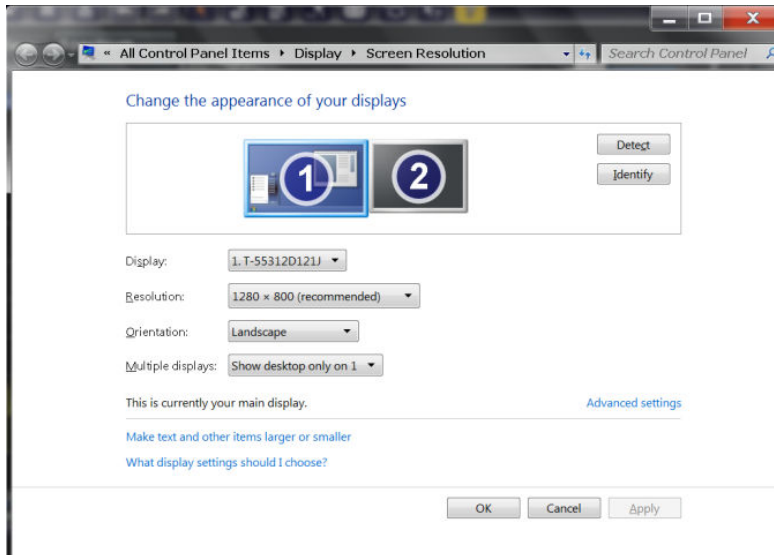 « All Control Panel Items ▸ Display ▸ Screen Resolution
Search Control Panel
Change the appearance of your displays
1
2
Detect
Identify
Display: 1. T-55312D121J
Resolution: 1280 × 800 (recommended)
Orientation: Landscape
Multiple displays: Show desktop only on 1
This is currently your main display.
Advanced settings
Make text and other items larger or smaller
What display settings should I choose?
OK Cancel Apply